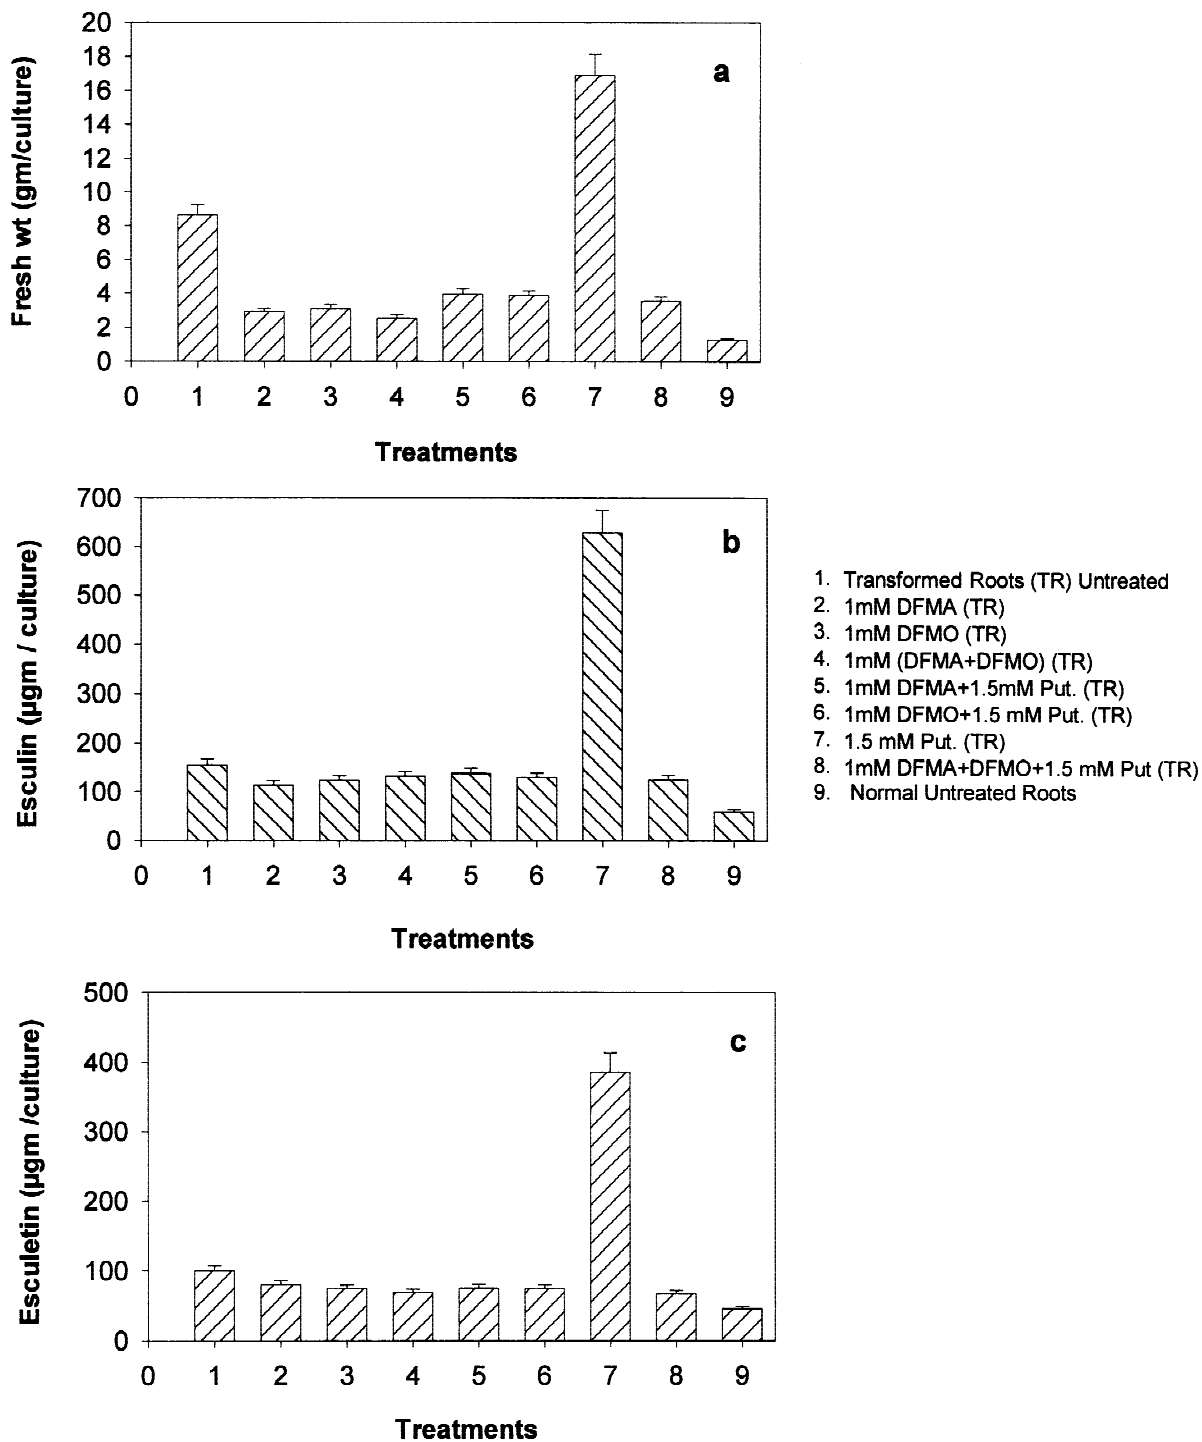 20
18
16
14
12
10
8
6
4
2
0
Fresh wt (gm/culture)
a
0 1 2 3 4 5 6 7 8 9
Treatments
700
600
500
400
300
200
100
0
Esculin (µgm / culture)
b
0 1 2 3 4 5 6 7 8 9
Treatments
1. Transformed Roots (TR) Untreated
2. 1mM DFMA (TR)
3. 1mM DFMO (TR)
4. 1mM (DFMA+DFMO) (TR)
5. 1mM DFMA+1.5mM Put. (TR)
6. 1mM DFMO+1.5 mM Put. (TR)
7. 1.5 mM Put. (TR)
8. 1mM DFMA+DFMO+1.5 mM Put (TR)
9. Normal Untreated Roots
500
400
300
200
100
0
Esculetin (µgm /culture)
c
0 1 2 3 4 5 6 7 8 9
Treatments